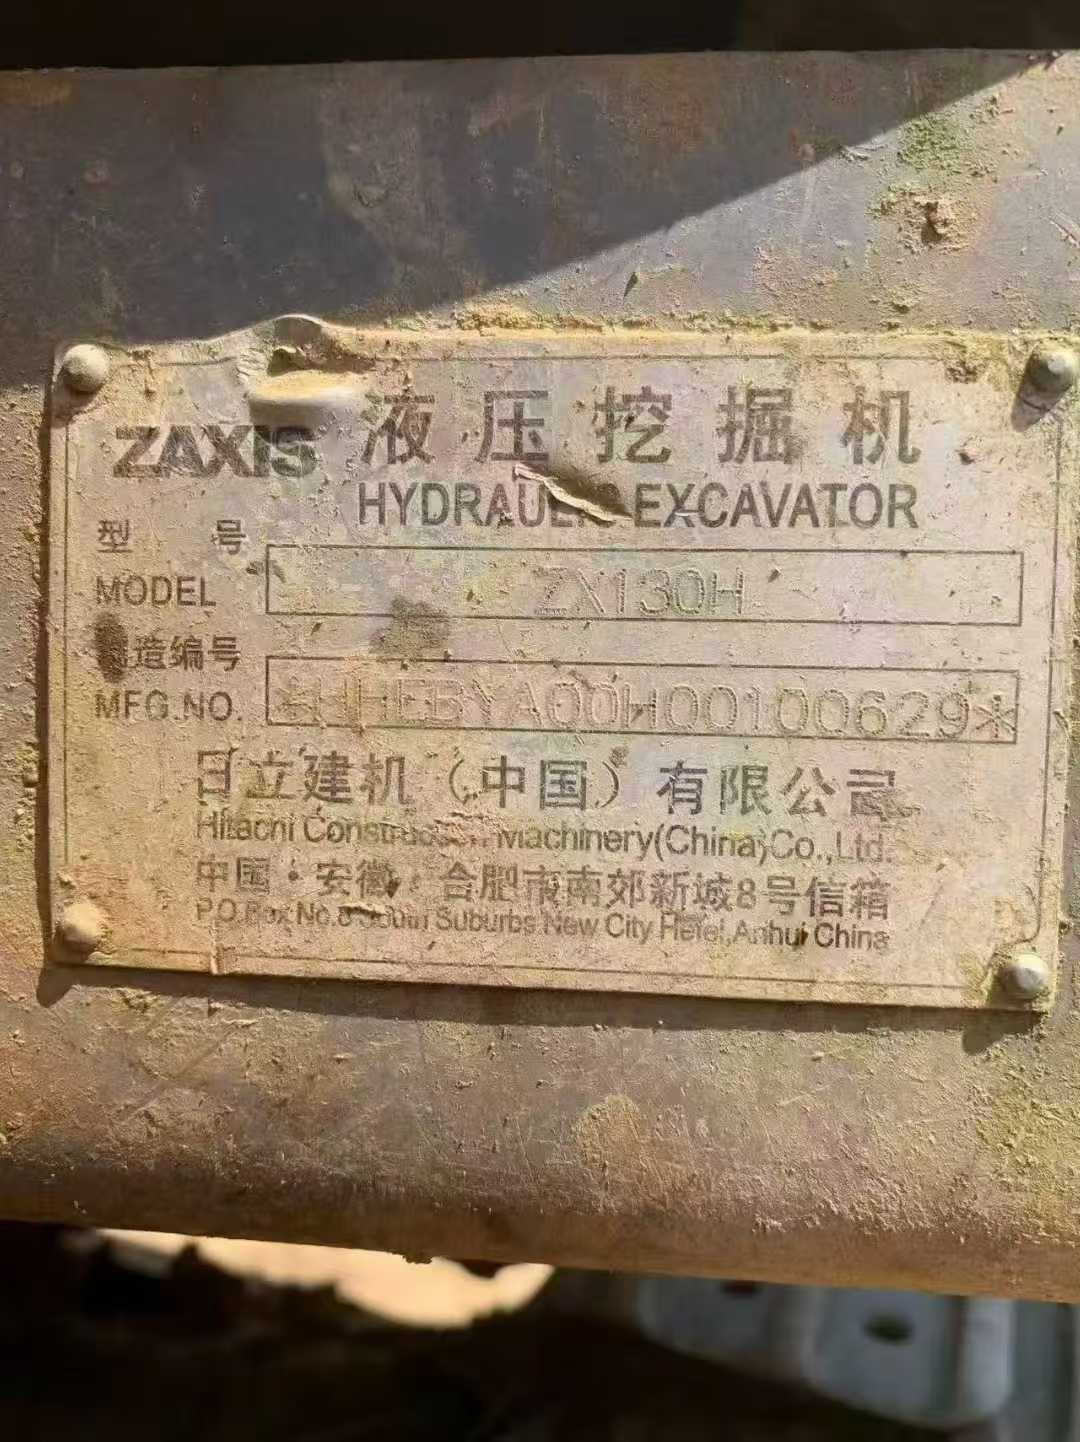 ZAXIS 液压挖掘机
HYDRAULIC EXCAVATOR
型号
MODEL ZX130H
制造编号
MFG.NO. *HHEBYA00H00100629*
日立建机（中国）有限公司
Hitachi Construction Machinery(China)Co.,Ltd.
中国·安徽·合肥市南郊新城8号信箱
P.O.Box No.8 South Suburbs New City Hefei,Anhui China